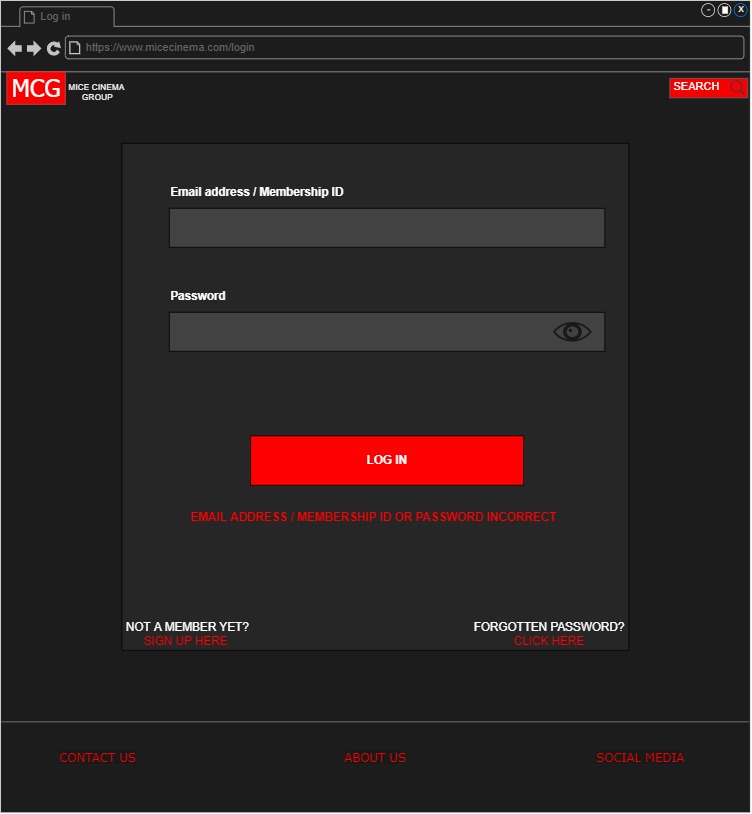 Log in
- X
https://www.micecinema.com/login
MCG MICE CINEMA
GROUP
SEARCH
Email address / Membership ID
Password
LOG IN
EMAIL ADDRESS / MEMBERSHIP ID OR PASSWORD INCORRECT
NOT A MEMBER YET?
SIGN UP HERE
FORGOTTEN PASSWORD?
CLICK HERE
CONTACT US
ABOUT US
SOCIAL MEDIA